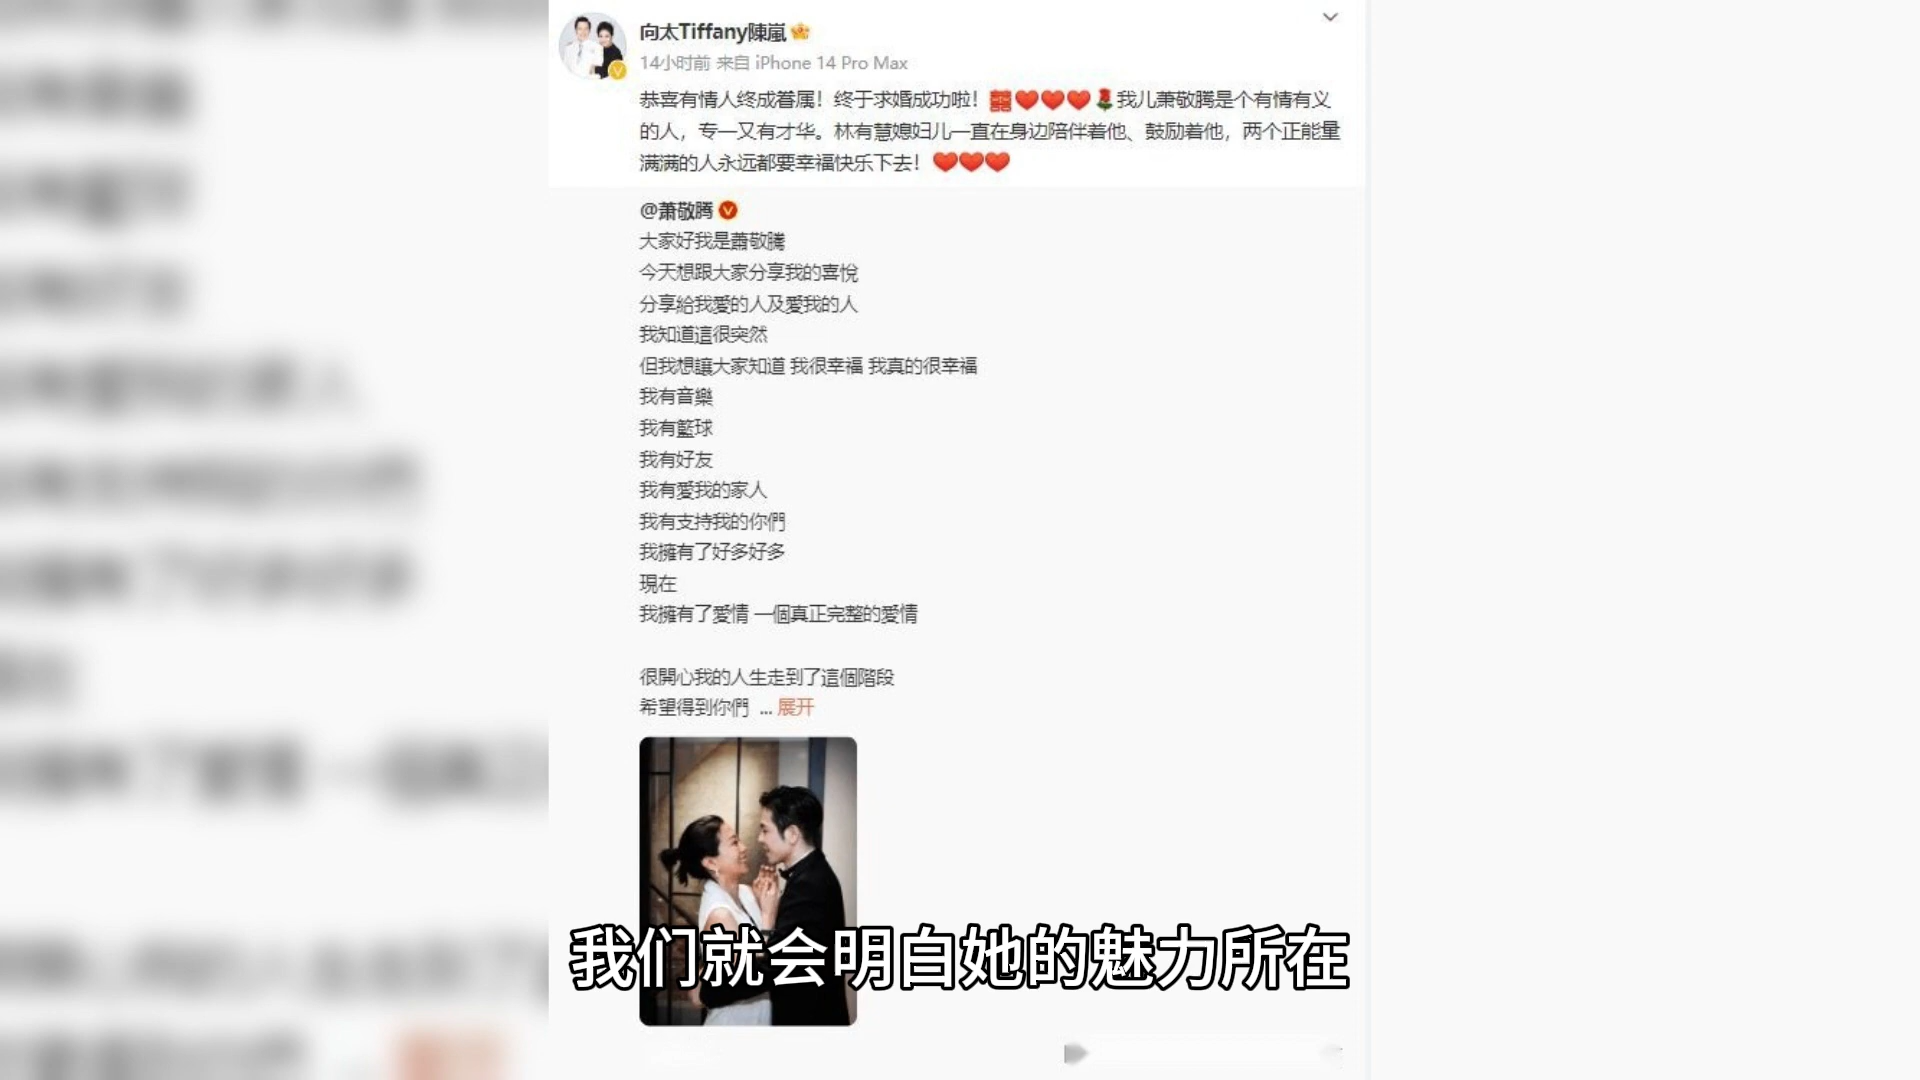 向太Tiffany陳嵐
14小时前 来自 iPhone 14 Pro Max
恭喜有情人终成眷属！终于求婚成功啦！囍❤️❤️❤️🌹我儿萧敬腾是个有情有义
的人，专一又有才华。林有慧媳妇儿一直在身边陪伴着他、鼓励着他，两个正能量
满满的人永远都要幸福快乐下去！❤️❤️❤️
@萧敬腾
大家好我是蕭敬騰
今天想跟大家分享我的喜悅
分享給我愛的人及愛我的人
我知道這很突然
但我想讓大家知道 我很幸福 我真的很幸福
我有音樂
我有籃球
我有好友
我有愛我的家人
我有支持我的你們
我擁有了好多好多
現在
我擁有了愛情 一個真正完整的愛情
很開心我的人生走到了這個階段
希望得到你們 ... 展开
我们就会明白她的魅力所在